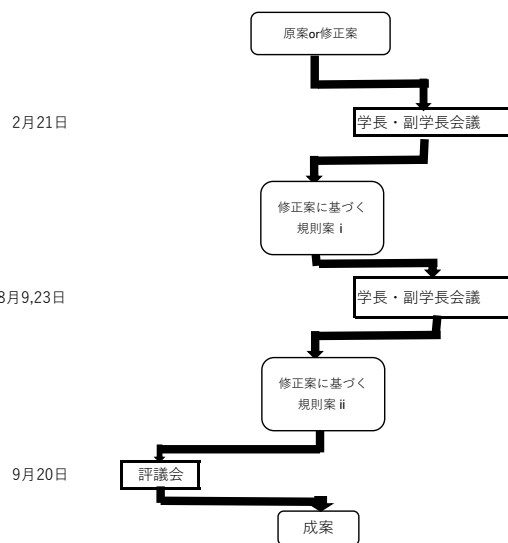 原案or修正案
2月21日
学長・副学長会議
修正案に基づく
規則案 i
8月9,23日
学長・副学長会議
修正案に基づく
規則案 ii
9月20日
評議会
成案